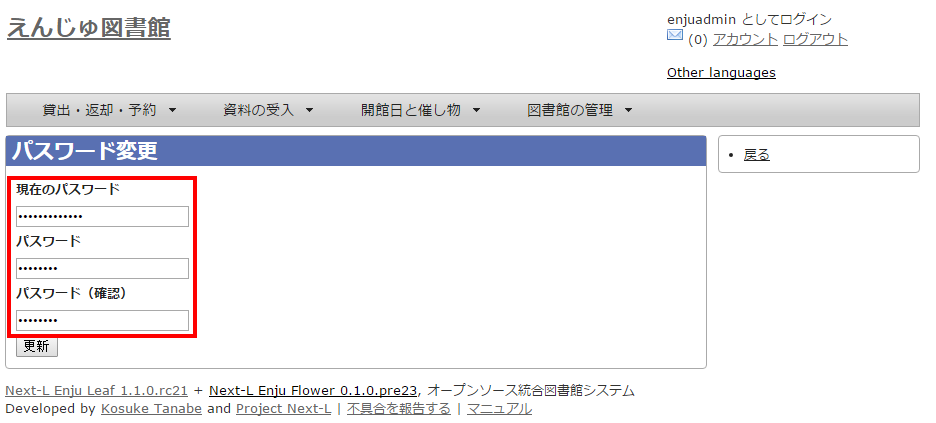 えんじゅ図書館
enjuadmin としてログイン
(0) アカウント ログアウト
Other languages
貸出・返却・予約 資料の受入 開館日と催し物 図書館の管理
パスワード変更
戻る
現在のパスワード
•••••••••••••
パスワード
••••••••
パスワード（確認）
••••••••
更新
Next-L Enju Leaf 1.1.0.rc21 + Next-L Enju Flower 0.1.0.pre23, オープンソース統合図書館システム
Developed by Kosuke Tanabe and Project Next-L | 不具合を報告する | マニュアル